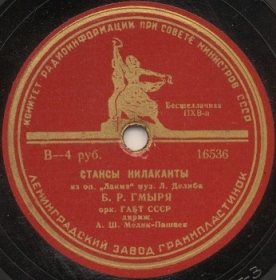 КОМИТЕТ РАДИОИНФОРМАЦИИ ПРИ СОВЕТЕ МИНИСТРОВ СССР
Бесшеллачная
ПХВ-п
В—4 руб. 16536
СТАНСЫ НИЛАКАНТЫ
из оп. „Лакмэ" муз. Л. Делиба
Б. Р. ГМЫРЯ
орк. ГАБТ СССР
дириж.
А. Ш. Мелик-Пашаев
ЛЕНИНГРАДСКИЙ ЗАВОД ГРАМПЛАСТИНОК